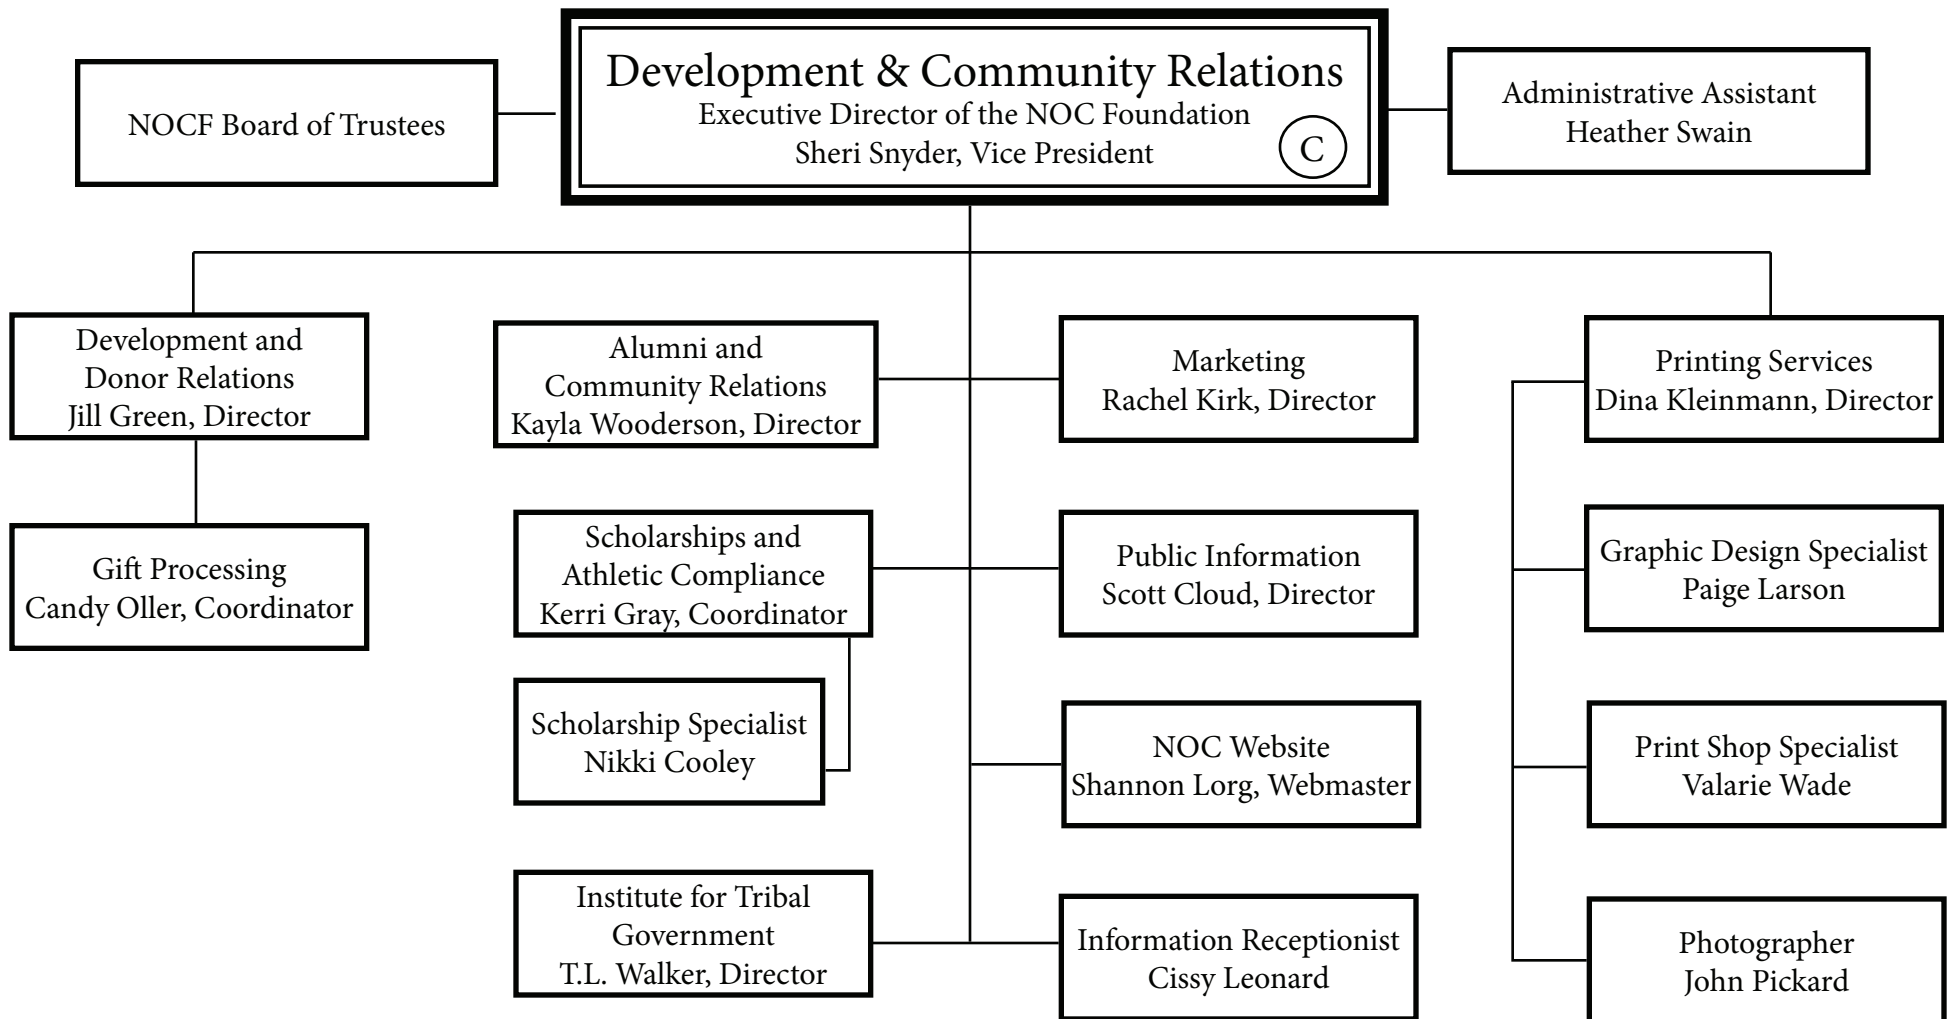 Development & Community Relations
Executive Director of the NOC Foundation
Sheri Snyder, Vice President
C
NOCF Board of Trustees
Administrative Assistant
Heather Swain
Development and
Donor Relations
Jill Green, Director
Gift Processing
Candy Oller, Coordinator
Alumni and
Community Relations
Kayla Wooderson, Director
Scholarships and
Athletic Compliance
Kerri Gray, Coordinator
Scholarship Specialist
Nikki Cooley
Institute for Tribal
Government
T.L. Walker, Director
Marketing
Rachel Kirk, Director
Public Information
Scott Cloud, Director
NOC Website
Shannon Lorg, Webmaster
Information Receptionist
Cissy Leonard
Printing Services
Dina Kleinmann, Director
Graphic Design Specialist
Paige Larson
Print Shop Specialist
Valarie Wade
Photographer
John Pickard